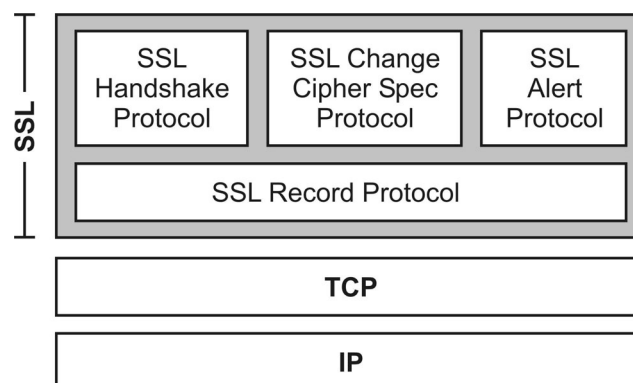 SSL
SSL
Handshake
Protocol
SSL Change
Cipher Spec
Protocol
SSL
Alert
Protocol
SSL Record Protocol
TCP
IP